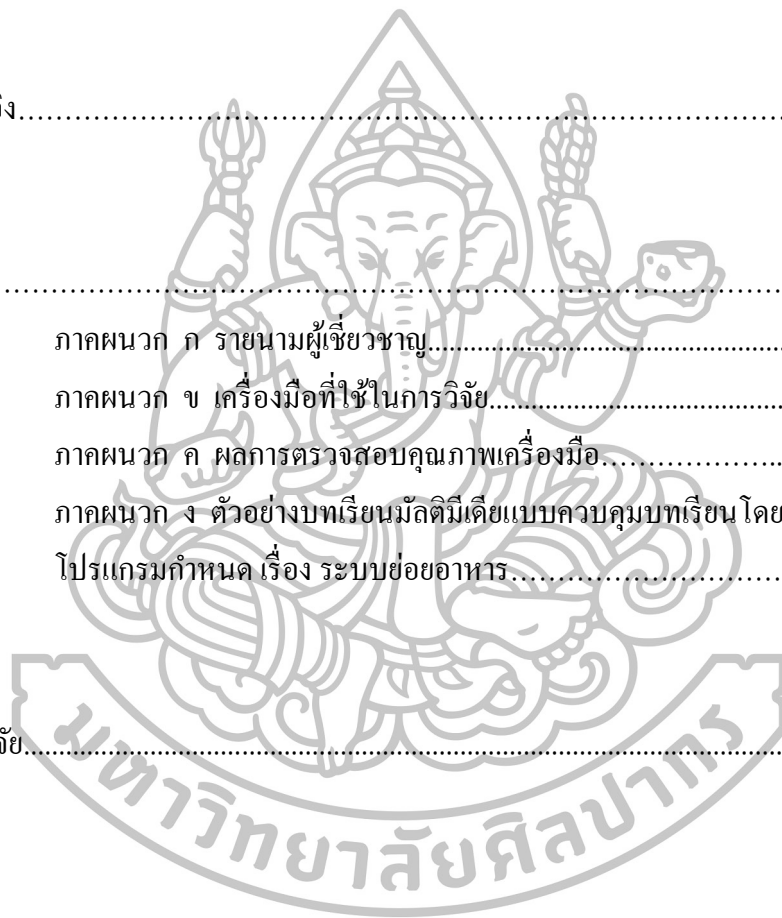 ภาคผนวก ก รายนามผู้เชี่ยวชาญ..........................................................
ภาคผนวก ข เครื่องมือที่ใช้ในการวิจัย................................................
ภาคผนวก ค ผลการตรวจสอบคุณภาพเครื่องมือ.............................
ภาคผนวก ง ตัวอย่างบทเรียนมัลติมีเดียแบบควบคุมบทเรียนโดย
โปรแกรมกำหนด เรื่อง ระบบย่อยอาหาร..........................................
มหาวิทยาลัยศิลปากร